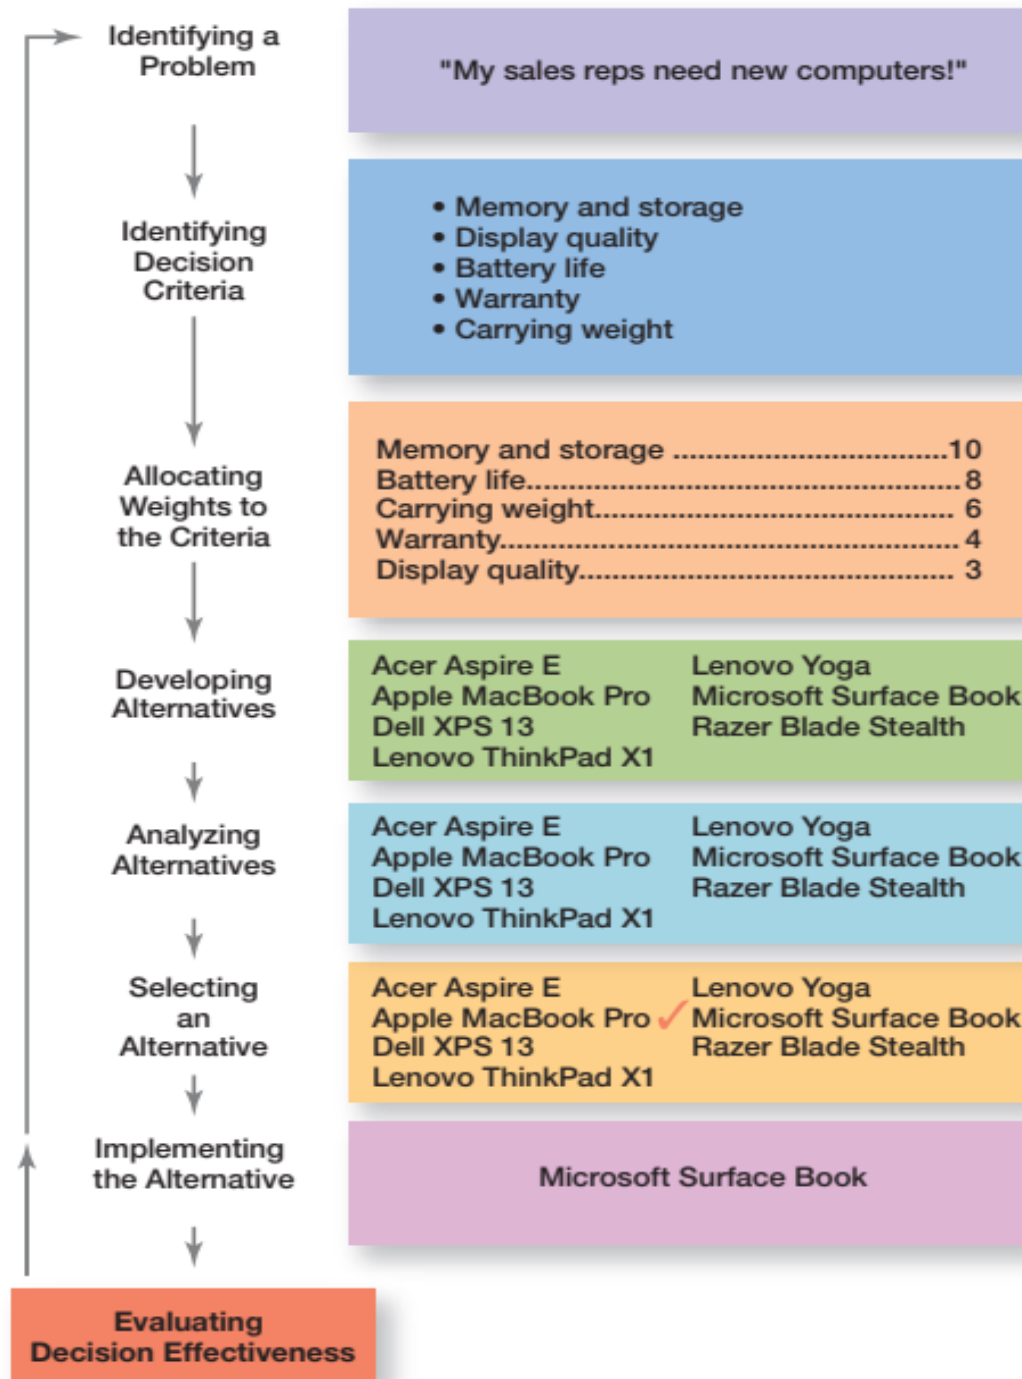 Identifying a
Problem
"My sales reps need new computers!"
Identifying
Decision
Criteria
• Memory and storage
• Display quality
• Battery life
• Warranty
• Carrying weight
Allocating
Weights to
the Criteria
Memory and storage .................................10
Battery life........................................................ 8
Carrying weight........................................... 6
Warranty....................................................... 4
Display quality............................................. 3
Developing
Alternatives
Acer Aspire E
Apple MacBook Pro
Dell XPS 13
Lenovo ThinkPad X1
Lenovo Yoga
Microsoft Surface Book
Razer Blade Stealth
Analyzing
Alternatives
Acer Aspire E
Apple MacBook Pro
Dell XPS 13
Lenovo ThinkPad X1
Lenovo Yoga
Microsoft Surface Book
Razer Blade Stealth
Selecting
an
Alternative
Acer Aspire E
Apple MacBook Pro
Dell XPS 13
Lenovo ThinkPad X1
Lenovo Yoga
✓ Microsoft Surface Book
Razer Blade Stealth
Implementing
the Alternative
Microsoft Surface Book
Evaluating
Decision Effectiveness